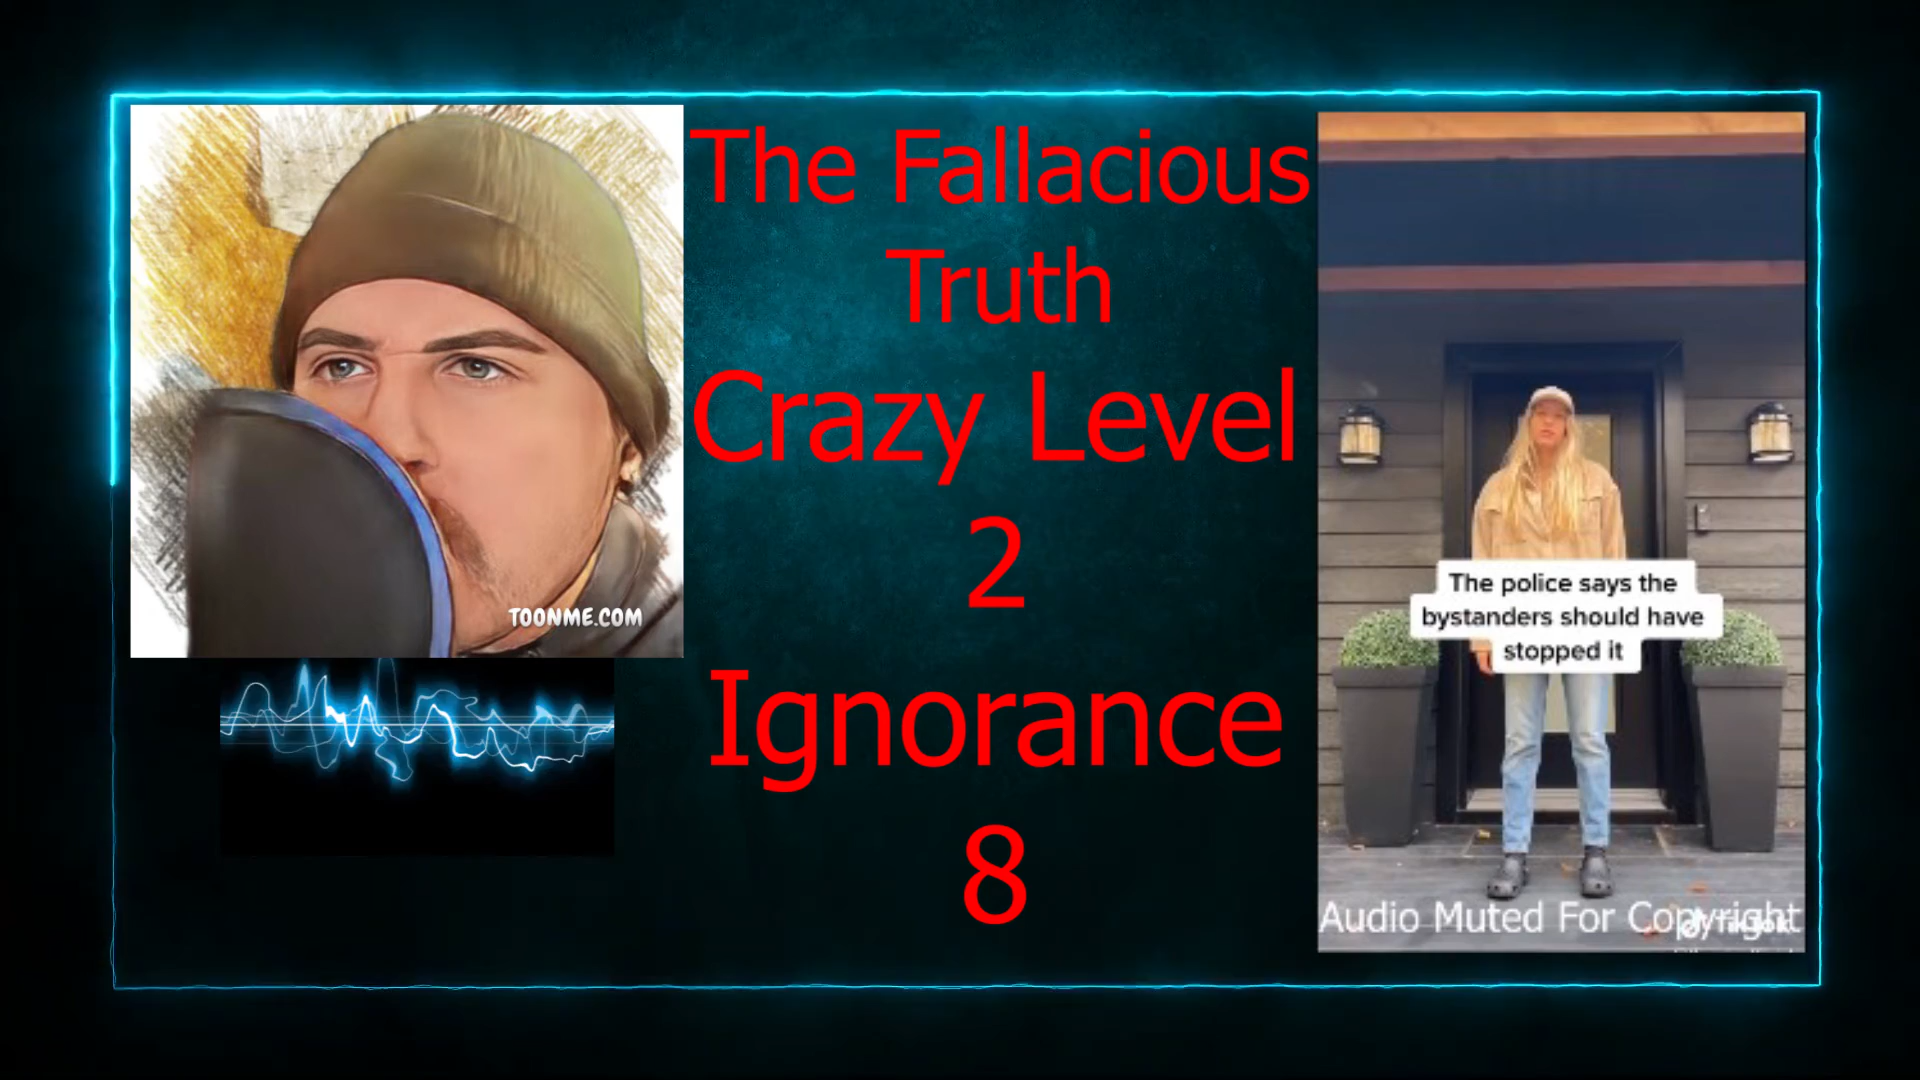 The Fallacious
Truth
Crazy Level
2
Ignorance
8
TOONME.COM
The police says the
bystanders should have
stopped it
Audio Muted For Copyright
TikTok